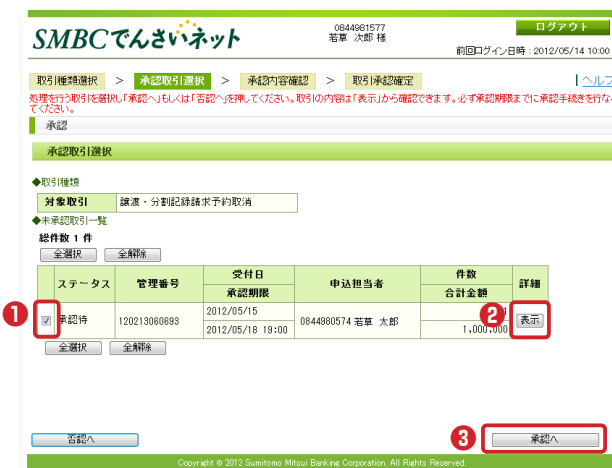 SMBCでんさいネット
0844981577
若草 次郎 様
ログアウト
前回ログイン日時 : 2012/05/14 10:00
取引種類選択 > 承認取引選択 > 承認内容確認 > 取引承認確定
ヘルプ
処理を行う取引を選択し「承認へ」もしくは「否認へ」を押してください。取引の内容は「表示」から確認できます。必ず承認期限までに承認手続きを行な
てください。
承認
承認取引選択
◆取引種類
対象取引 譲渡・分割記録請求予約取消
◆未承認取引一覧
総件数 1 件
全選択 全解除
ステータス 管理番号 受付日 申込担当者 件数 詳細
承認期限 合計金額
1 承認待 120213060693 2012/05/15 0844980574 若草 太郎 1 2 表示
2012/05/18 19:00 1,000,000
全選択 全解除
否認へ 3 承認へ
Copyright © 2012 Sumitomo Mitsui Banking Corporation. All Rights Reserved.